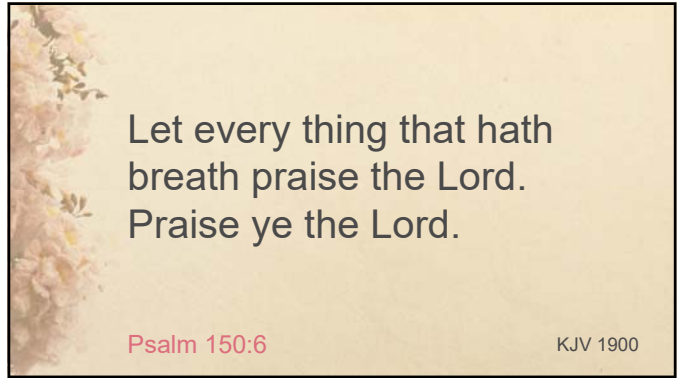 Let every thing that hath
breath praise the Lord.
Praise ye the Lord.
Psalm 150:6
KJV 1900